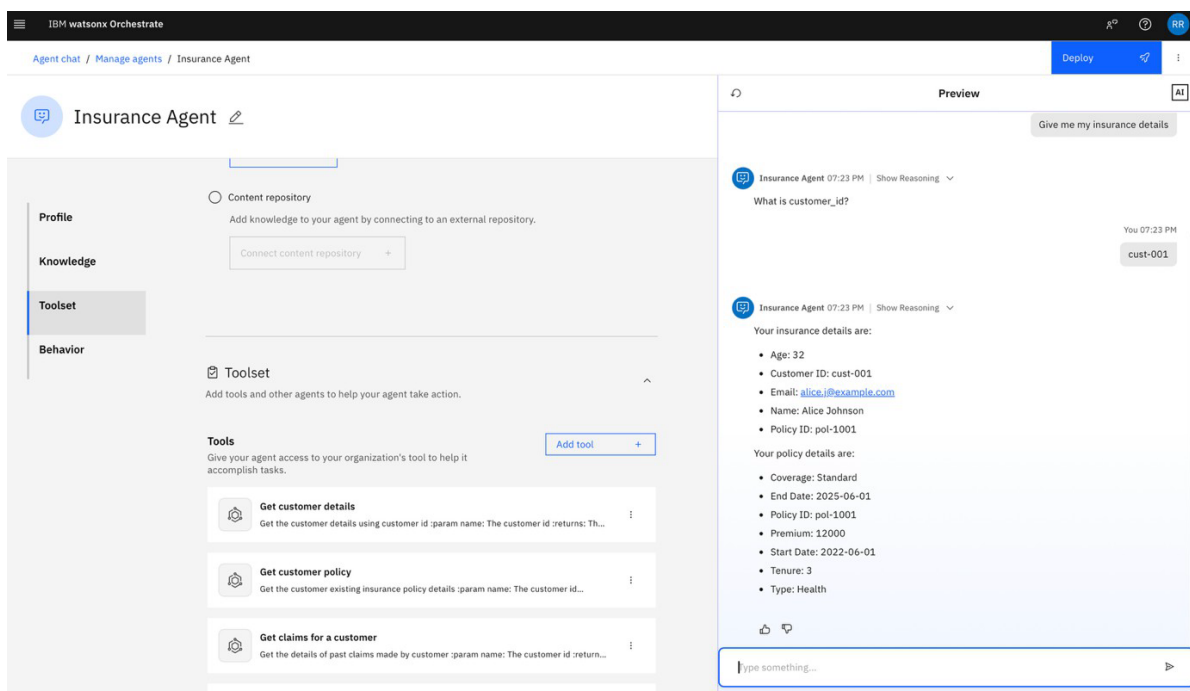 IBM watsonx Orchestrate
RR
Agent chat / Manage agents / Insurance Agent
Deploy
Insurance Agent
Profile
Knowledge
Toolset
Behavior
Content repository
Add knowledge to your agent by connecting to an external repository.
Connect content repository +
Toolset
Add tools and other agents to help your agent take action.
Tools
Give your agent access to your organization's tool to help it
accomplish tasks.
Add tool +
Get customer details
Get the customer details using customer id :param name: The customer id :returns: Th...
Get customer policy
Get the customer existing insurance policy details :param name: The customer id...
Get claims for a customer
Get the details of past claims made by customer :param name: The customer id :return...
Preview
AI
Give me my insurance details
Insurance Agent 07:23 PM | Show Reasoning
What is customer_id?
You 07:23 PM
cust-001
Insurance Agent 07:23 PM | Show Reasoning
Your insurance details are:
• Age: 32
• Customer ID: cust-001
• Email: alice.j@example.com
• Name: Alice Johnson
• Policy ID: pol-1001
Your policy details are:
• Coverage: Standard
• End Date: 2025-06-01
• Policy ID: pol-1001
• Premium: 12000
• Start Date: 2022-06-01
• Tenure: 3
• Type: Health
Type something...